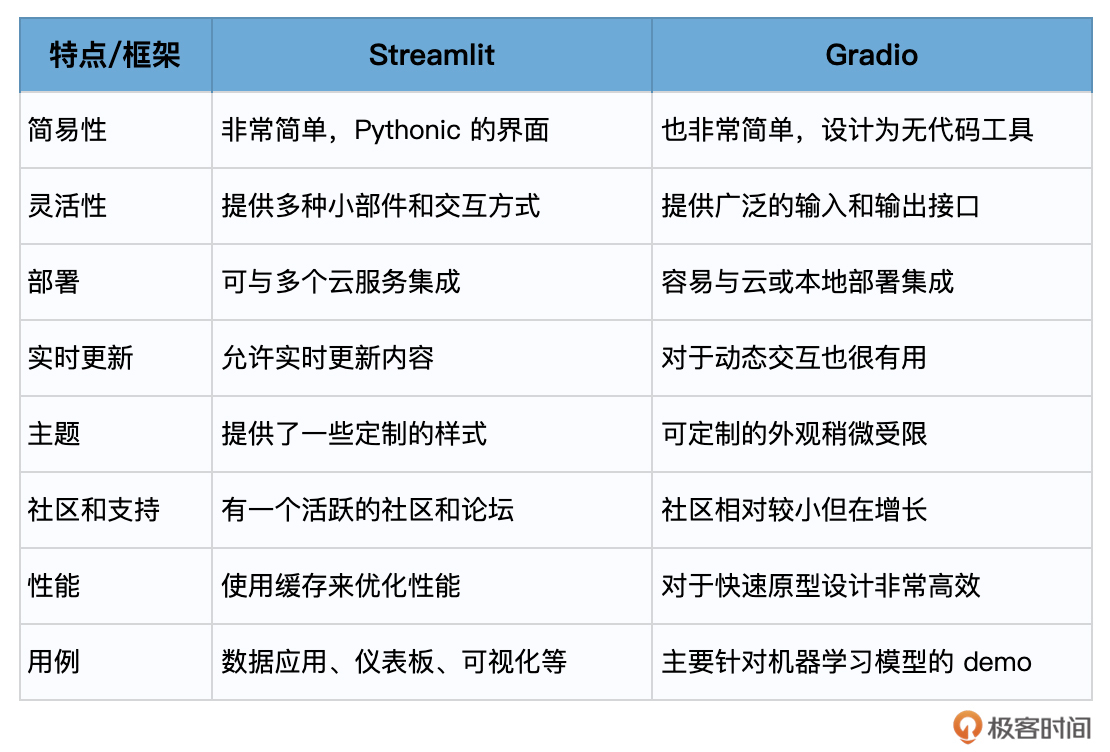 特点/框架 Streamlit Gradio
简易性 非常简单，Pythonic 的界面 也非常简单，设计为无代码工具
灵活性 提供多种小部件和交互方式 提供广泛的输入和输出接口
部署 可与多个云服务集成 容易与云或本地部署集成
实时更新 允许实时更新内容 对于动态交互也很有用
主题 提供了一些定制的样式 可定制的外观稍微受限
社区和支持 有一个活跃的社区和论坛 社区相对较小但在增长
性能 使用缓存来优化性能 对于快速原型设计非常高效
用例 数据应用、仪表板、可视化等 主要针对机器学习模型的 demo
极客时间